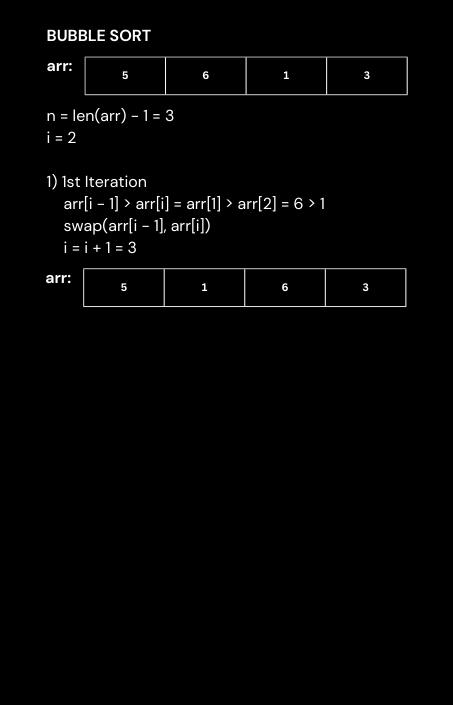 BUBBLE SORT
arr: 5 6 1 3
n = len(arr) - 1 = 3
i = 2
1) 1st Iteration
arr[i - 1] > arr[i] = arr[1] > arr[2] = 6 > 1
swap(arr[i - 1], arr[i])
i = i + 1 = 3
arr: 5 1 6 3